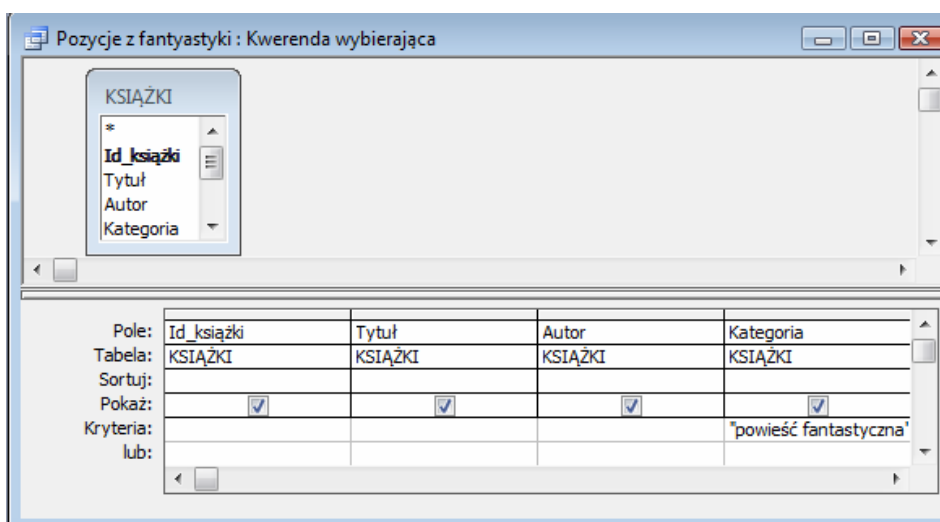 Pozycje z fantyastyki : Kwerenda wybierająca
KSIĄŻKI
*
Id_książki
Tytuł
Autor
Kategoria
Pole: Id_książki Tytuł Autor Kategoria
Tabela: KSIĄŻKI KSIĄŻKI KSIĄŻKI KSIĄŻKI
Sortuj:
Pokaż:
Kryteria: "powieść fantastyczna"
lub: